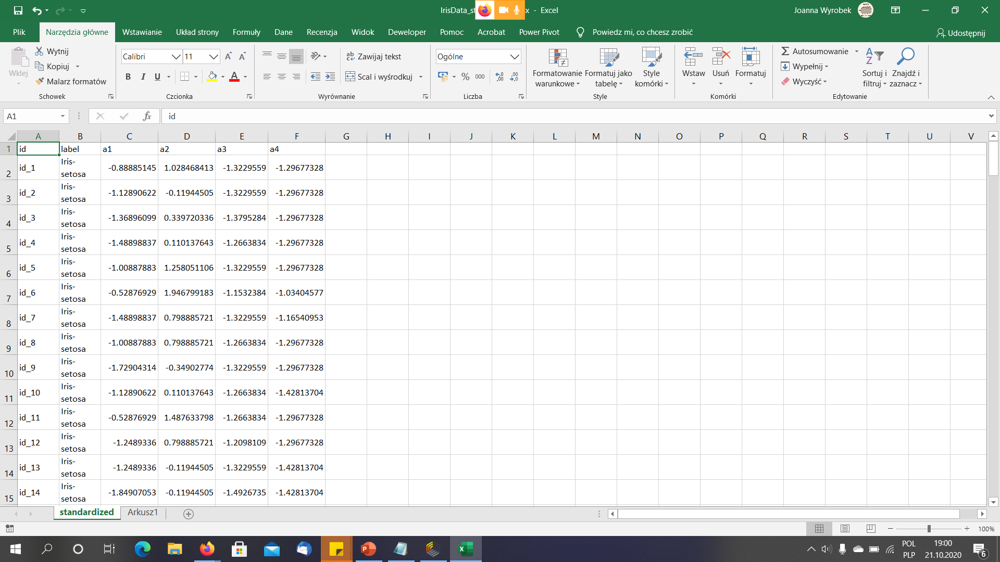 IrisData_st x - Excel
Joanna Wyrobek
Plik Narzędzia główne Wstawianie Układ strony Formuły Dane Recenzja Widok Deweloper Pomoc Acrobat Power Pivot Powiedz mi, co chcesz zrobić Udostępnij
Wklej
Wytnij
Kopiuj
Malarz formatów
Schowek
Calibri 11
B I U A
Czcionka
Zawijaj tekst
Scal i wyśrodkuj
Wyrównanie
Ogólne
% 000
Liczba
Formatowanie warunkowe
Formatuj jako tabelę
Style komórki
Style
Wstaw
Usuń
Formatuj
Komórki
Autosumowanie
Wypełnij
Wyczyść
Sortuj i filtruj
Znajdź i zaznacz
Edytowanie
A1 fx id
A B C D E F G H I J K L M N O P Q R S T U V
1 id label a1 a2 a3 a4
2 id_1 Iris-setosa -0.88885145 1.028468413 -1.3229559 -1.29677328
3 id_2 Iris-setosa -1.12890622 -0.11944505 -1.3229559 -1.29677328
4 id_3 Iris-setosa -1.36896099 0.339720336 -1.3795284 -1.29677328
5 id_4 Iris-setosa -1.48898837 0.110137643 -1.2663834 -1.29677328
6 id_5 Iris-setosa -1.00887883 1.258051106 -1.3229559 -1.29677328
7 id_6 Iris-setosa -0.52876929 1.946799183 -1.1532384 -1.03404577
8 id_7 Iris-setosa -1.48898837 0.798885721 -1.3229559 -1.16540953
9 id_8 Iris-setosa -1.00887883 0.798885721 -1.2663834 -1.29677328
10 id_9 Iris-setosa -1.72904314 -0.34902774 -1.3229559 -1.29677328
11 id_10 Iris-setosa -1.12890622 0.110137643 -1.2663834 -1.42813704
12 id_11 Iris-setosa -0.52876929 1.487633798 -1.2663834 -1.29677328
13 id_12 Iris-setosa -1.2489336 0.798885721 -1.2098109 -1.29677328
14 id_13 Iris-setosa -1.2489336 -0.11944505 -1.3229559 -1.42813704
15 id_14 Iris-setosa -1.84907053 -0.11944505 -1.4926735 -1.42813704
standardized Arkusz1
100%
POL 19:00
PLP 21.10.2020
6